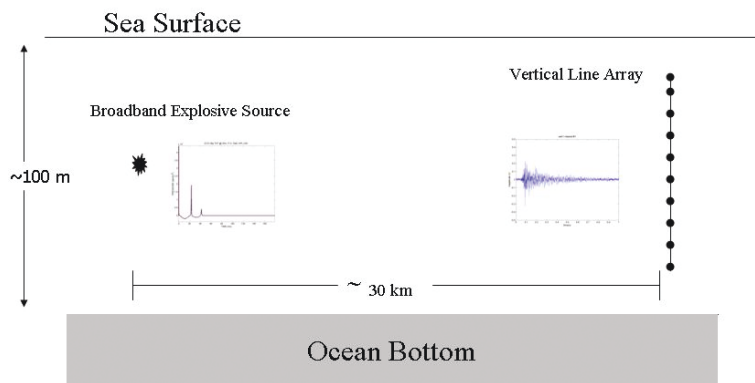 Sea Surface
Vertical Line Array
Broadband Explosive Source
~100 m
~ 30 km
Ocean Bottom